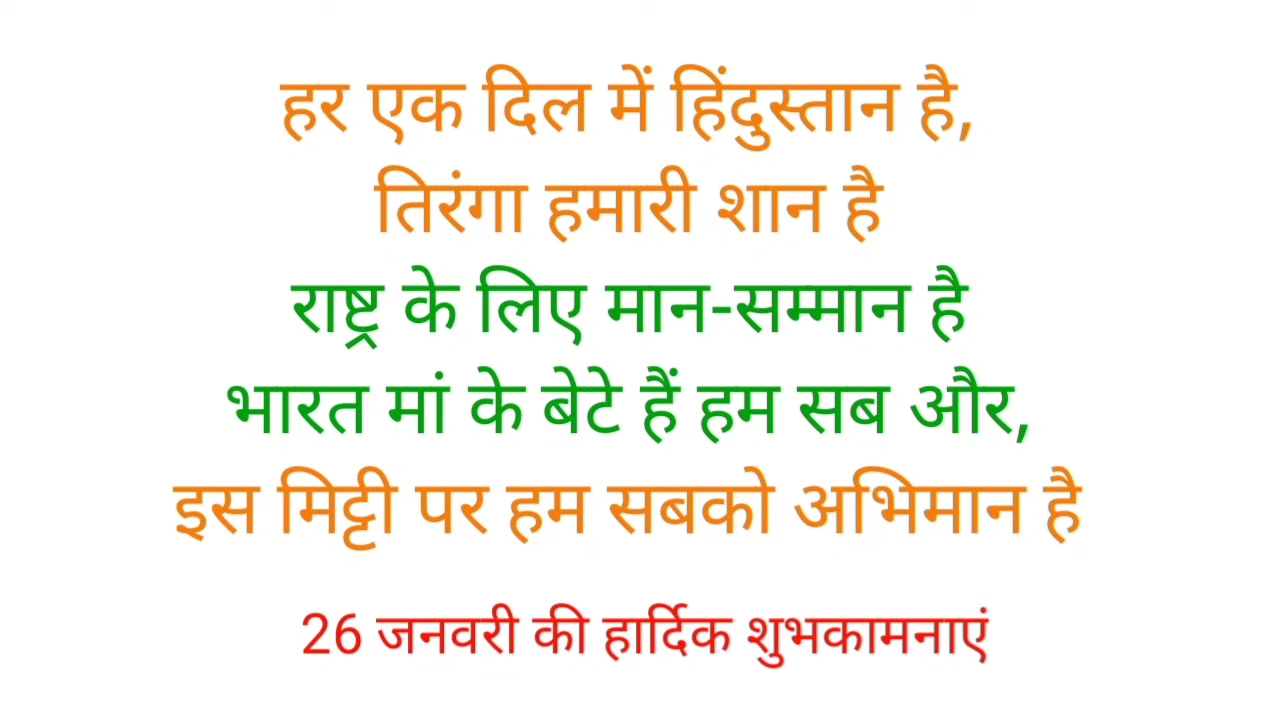 हर एक दिल में हिंदुस्तान है,
तिरंगा हमारी शान है
राष्ट्र के लिए मान-सम्मान है
भारत मां के बेटे हैं हम सब और,
इस मिट्टी पर हम सबको अभिमान है
26 जनवरी की हार्दिक शुभकामनाएं